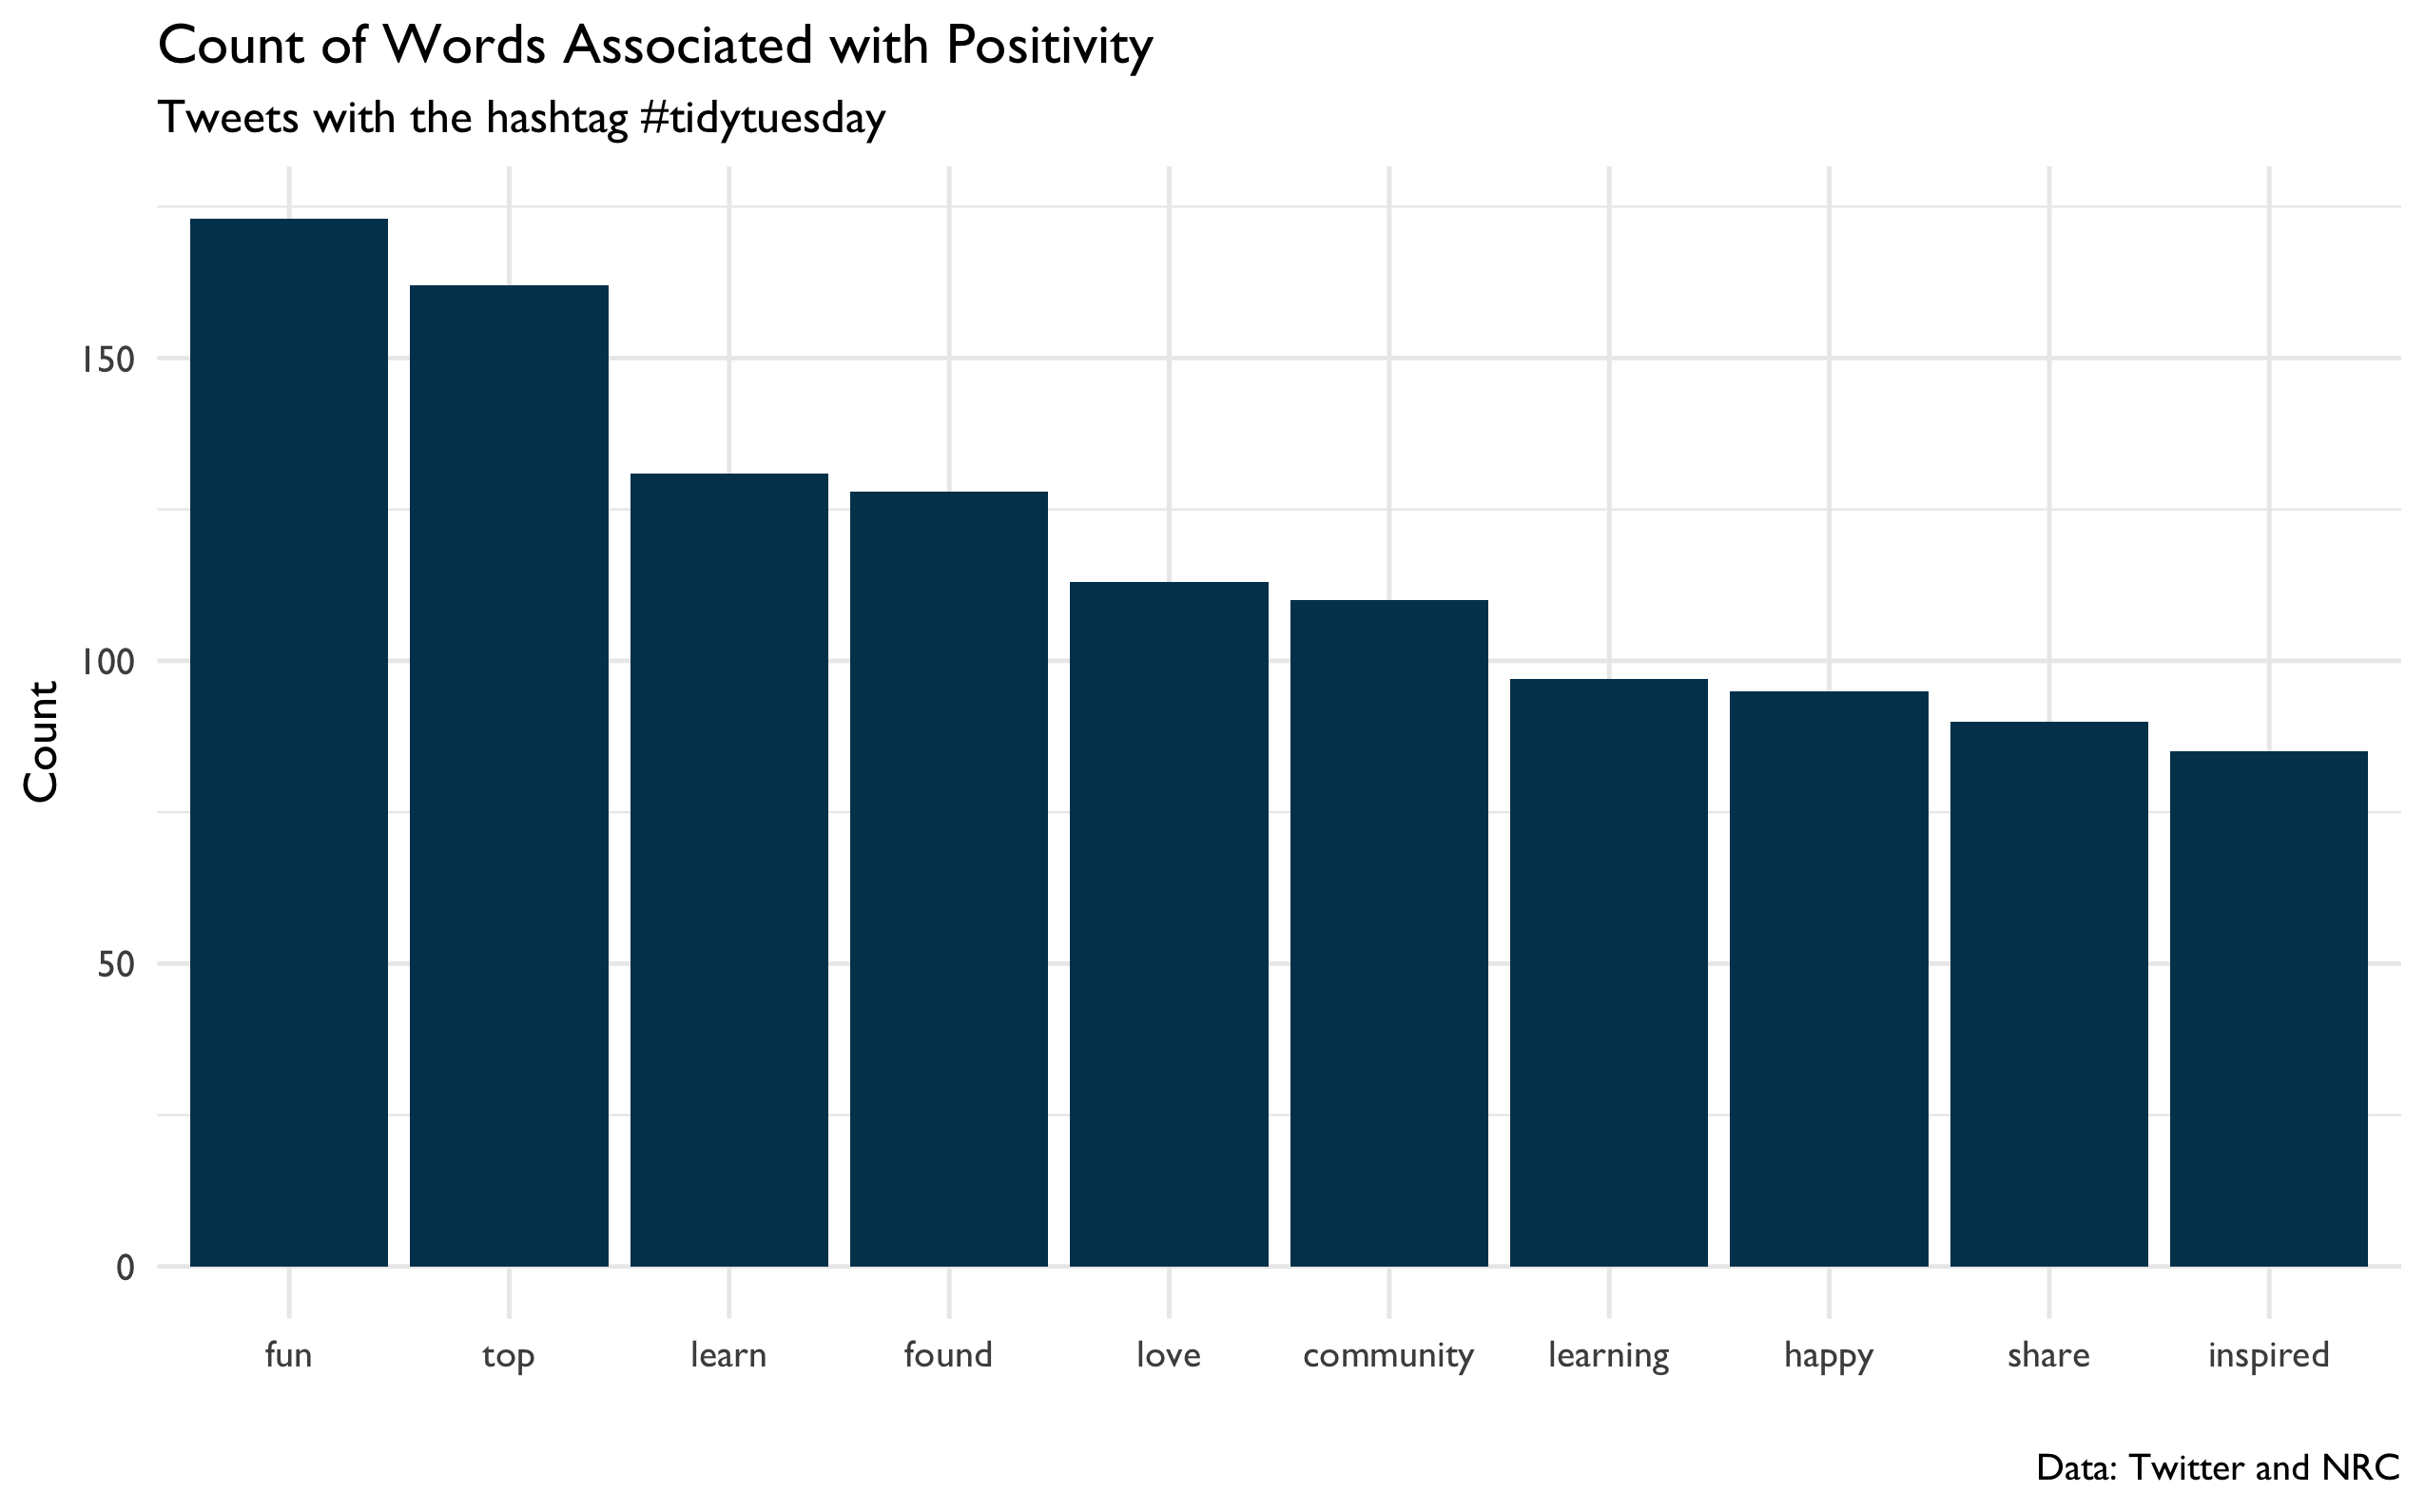 Count of Words Associated with Positivity
Tweets with the hashtag #tidytuesday
150
100
50
0
Count
fun top learn found love community learning happy share inspired
Data: Twitter and NRC